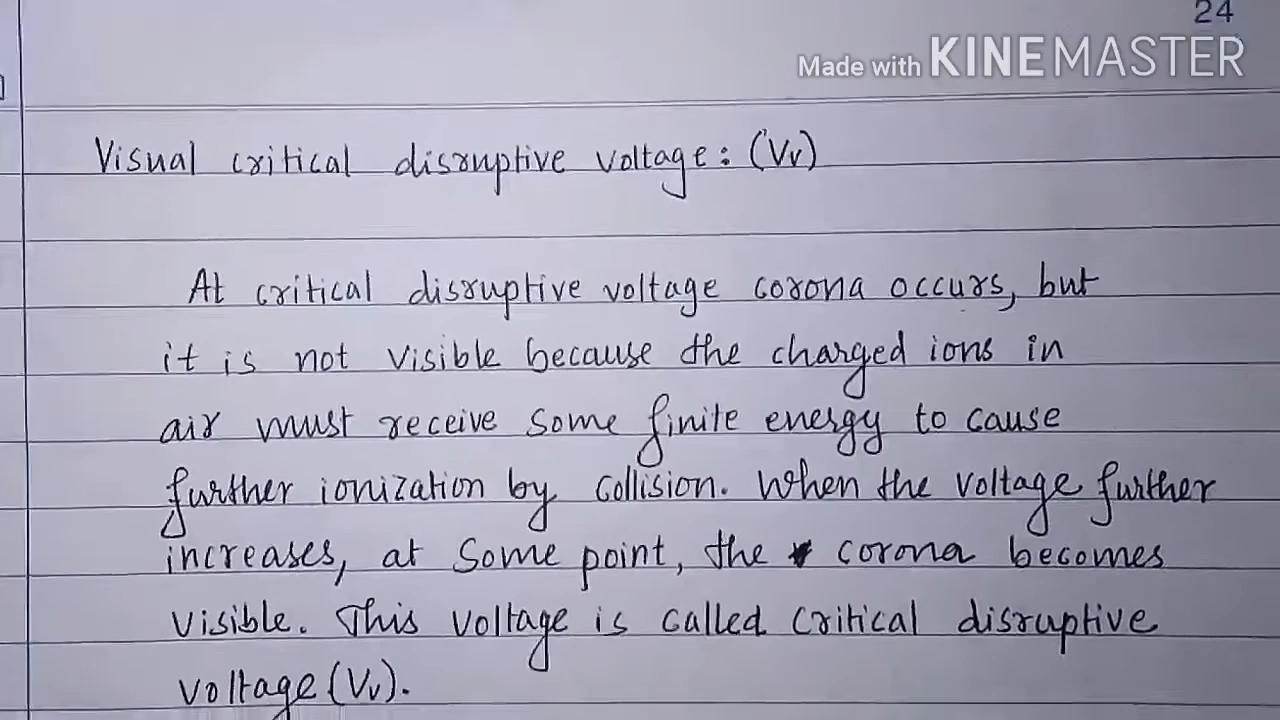 24
Made with KINEMASTER
Visual critical disruptive voltage: (Vv)
At critical disruptive voltage corona occurs, but
it is not visible because the charged ions in
air must receive some finite energy to cause
further ionization by collision. When the voltage further
increases, at some point, the corona becomes
visible. This voltage is called critical disruptive
voltage (Vv).